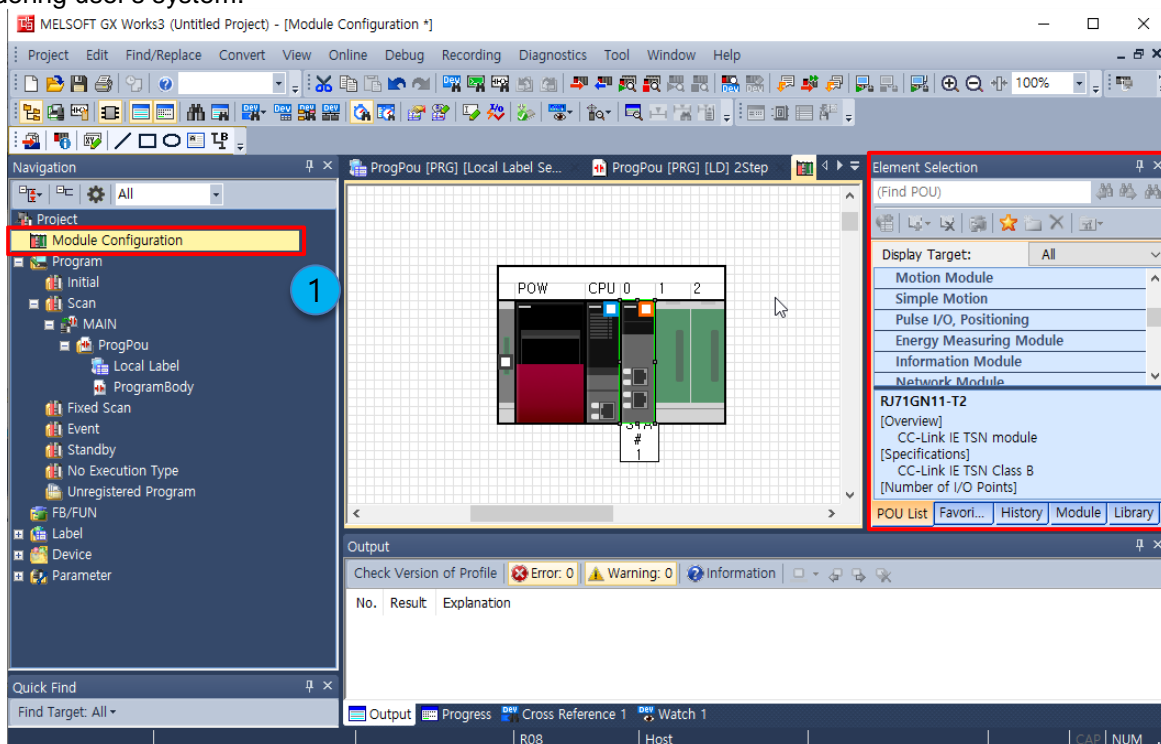 dering user's system.
MELSOFT GX Works3 (Untitled Project) - [Module Configuration *]
Project Edit Find/Replace Convert View Online Debug Recording Diagnostics Tool Window Help
100%
Navigation
All
Project
Module Configuration
Program
Initial
Scan
MAIN
ProgPou
Local Label
ProgramBody
Fixed Scan
Event
Standby
No Execution Type
Unregistered Program
FB/FUN
Label
Device
Parameter
1
Quick Find
Find Target: All
ProgPou [PRG] [Local Label Se... ProgPou [PRG] [LD] 2Step
POW CPU 0 1 2
#
1
Element Selection
(Find POU)
Display Target: All
Motion Module
Simple Motion
Pulse I/O, Positioning
Energy Measuring Module
Information Module
Network Module
RJ71GN11-T2
[Overview]
CC-Link IE TSN module
[Specifications]
CC-Link IE TSN Class B
[Number of I/O Points]
POU List Favori... History Module Library
Output
Check Version of Profile Error: 0 Warning: 0 Information
No. Result Explanation
Output Progress Cross Reference 1 Watch 1
R08 Host CAP NUM